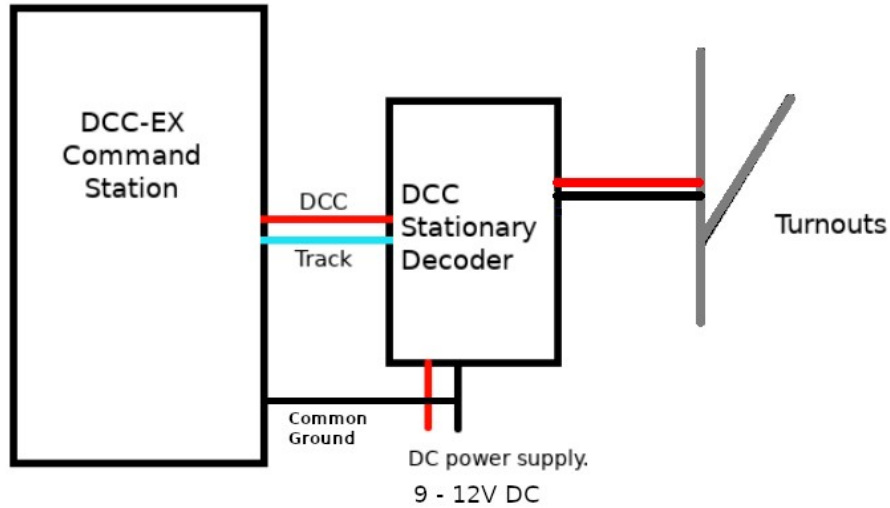 DCC-EX
Command
Station
DCC
Track
DCC
Stationary
Decoder
Turnouts
Common
Ground
DC power supply.
9 - 12V DC